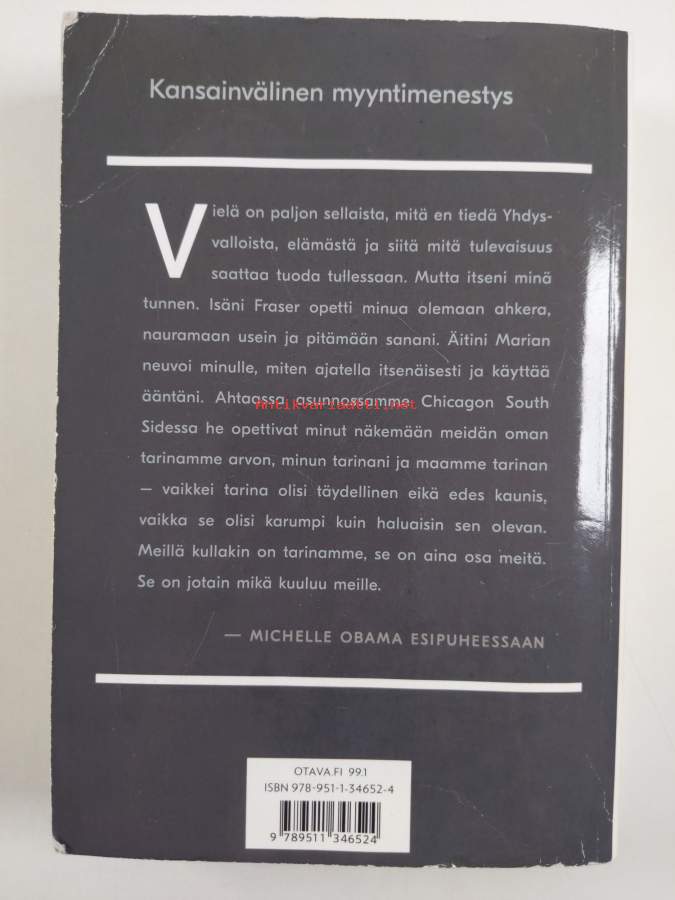 Kansainvälinen myyntimenestys
Vielä on paljon sellaista, mitä en tiedä Yhdys-
valloista, elämästä ja siitä mitä tulevaisuus
saattaa tuoda tullessaan. Mutta itseni minä
tunnen. Isäni Fraser opetti minua olemaan ahkera,
nauramaan usein ja pitämään sanani. Äitini Marian
neuvoi minulle, miten ajatella itsenäisesti ja käyttää
ääntäni. Ahtaassa asunnossamme Chicagon South
Antikvariaatti.net
Sidessa he opettivat minut näkemään meidän oman
tarinamme arvon, minun tarinani ja maamme tarinan
– vaikkei tarina olisi täydellinen eikä edes kaunis,
vaikka se olisi karumpi kuin haluaisin sen olevan.
Meillä kullakin on tarinamme, se on aina osa meitä.
Se on jotain mikä kuuluu meille.
— MICHELLE OBAMA ESIPUHEESSAAN
OTAVA.FI 99.1
ISBN 978-951-1-34652-4
9 789511 346524